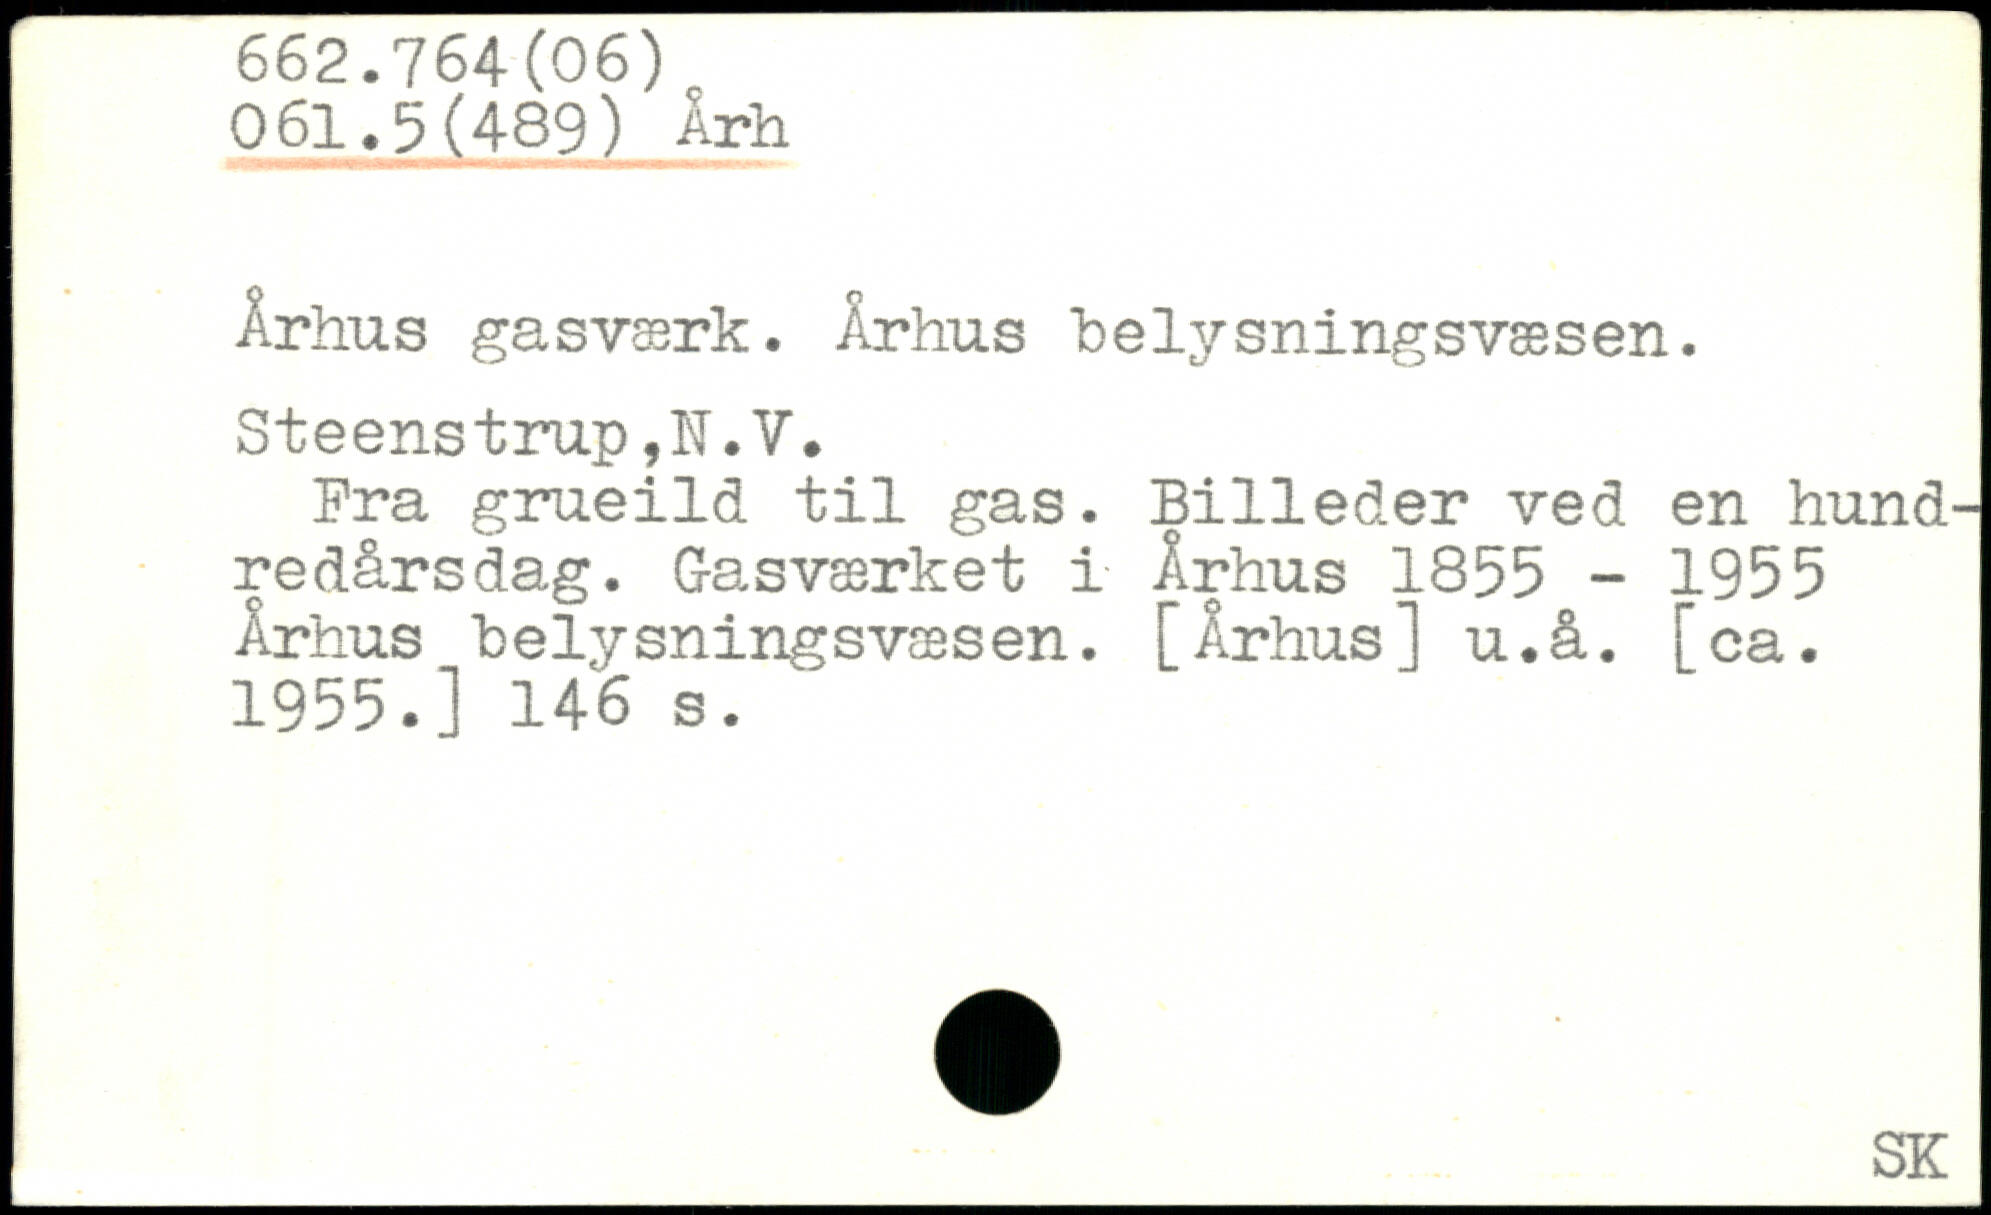 662.764(06)
061.5(489) Årh
Århus gasværk. Århus belysningsvæsen.
Steenstrup,N.V.
Fra grueild til gas. Billeder ved en hund-
redårsdag. Gasværket i Århus 1855 - 1955
Århus belysningsvæsen. [Århus] u.å. [ca.
1955.] 146 s.
SK